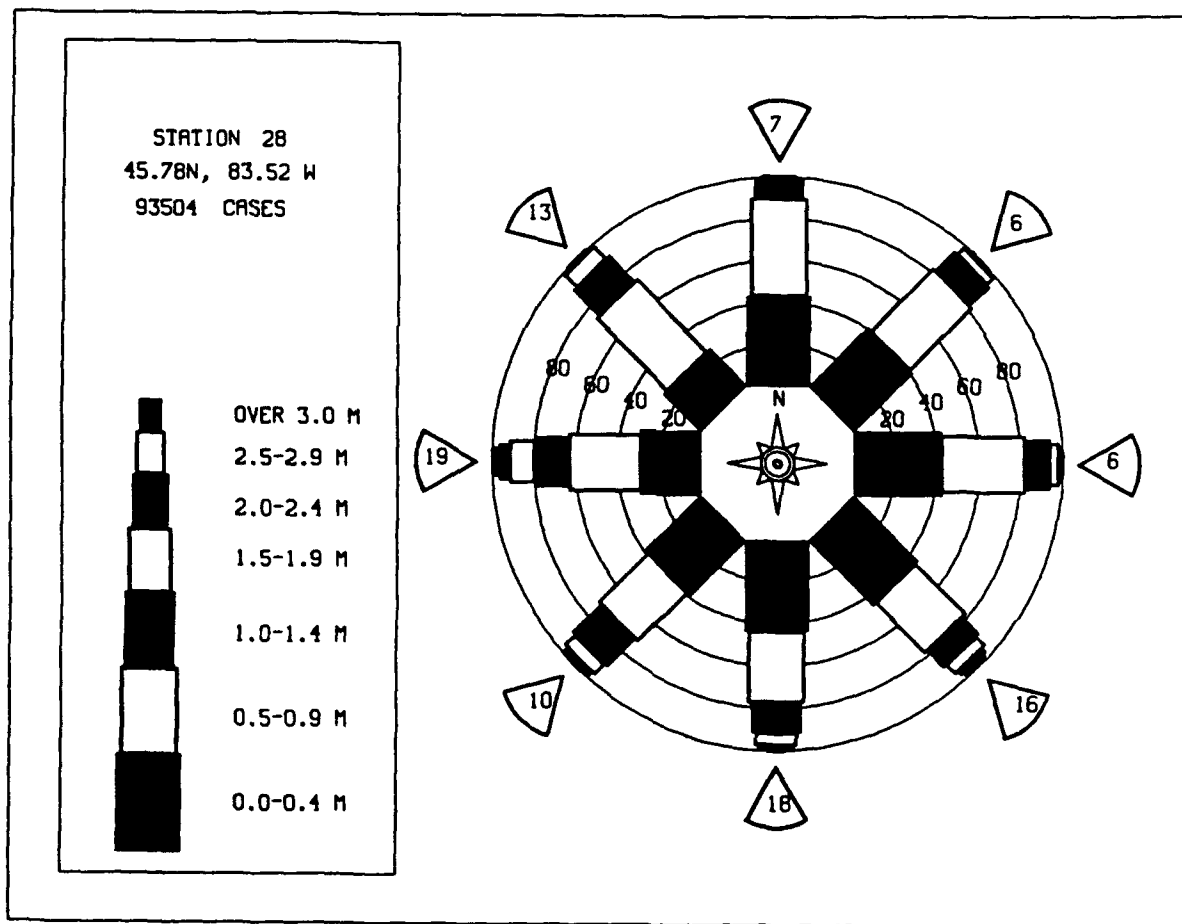 STATION 28
45.78N, 83.52 W
93504 CASES
OVER 3.0 M
2.5-2.9 M
2.0-2.4 M
1.5-1.9 M
1.0-1.4 M
0.5-0.9 M
0.0-0.4 M
7
13
6
80
60
40
20
N
20
40
60
80
19
6
10
16
18